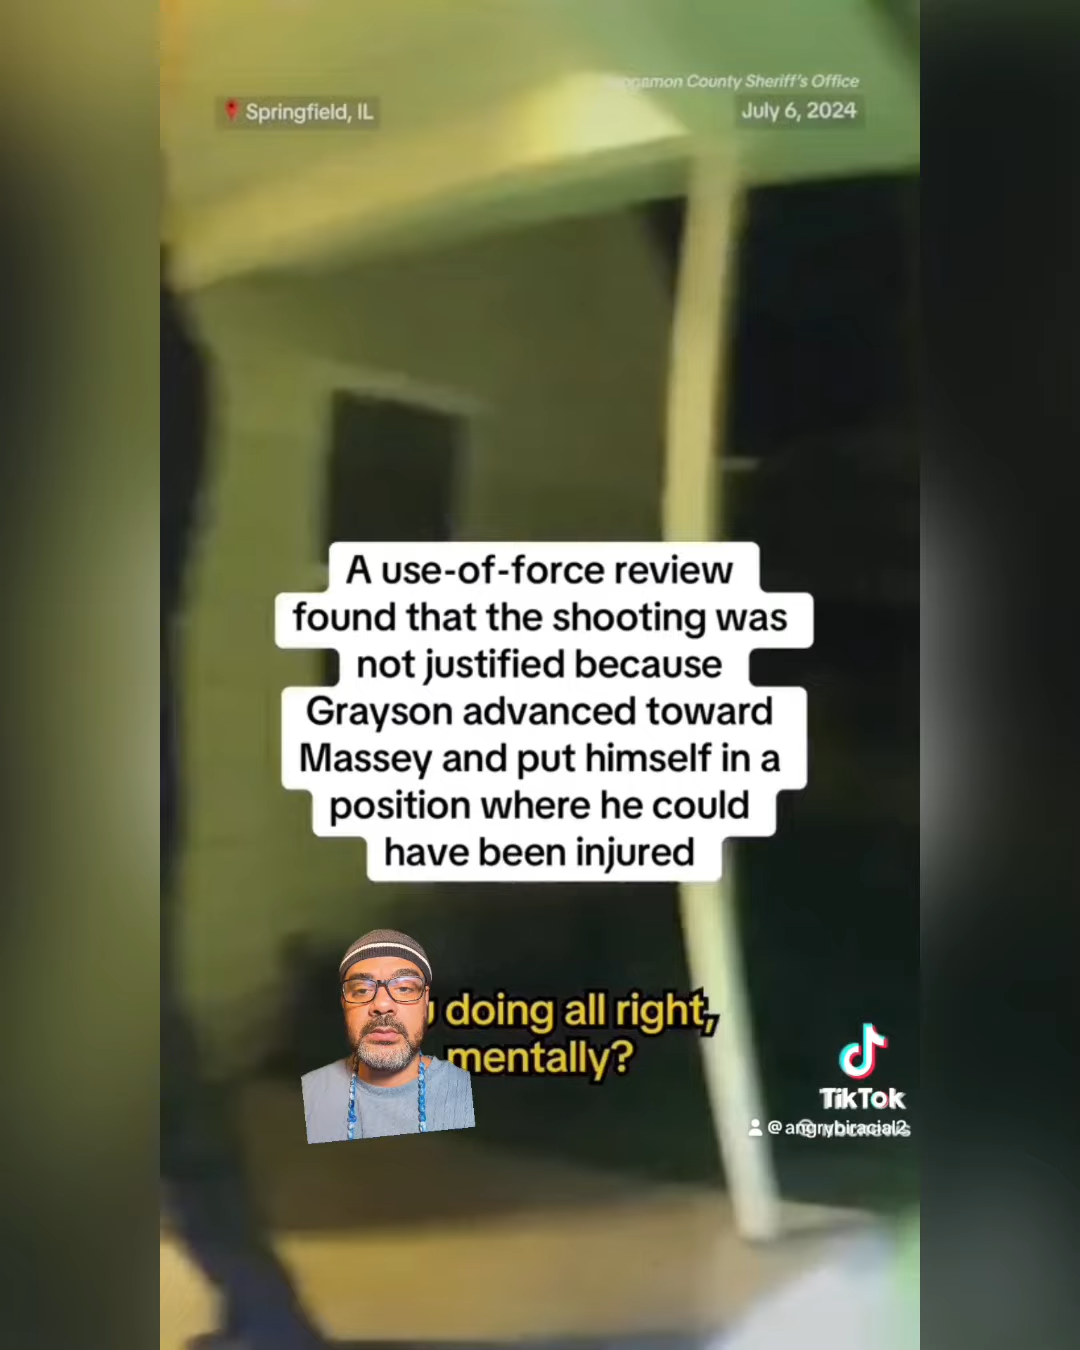 County Sheriff's Office
Springfield, IL
July 6, 2024
A use-of-force review
found that the shooting was
not justified because
Grayson advanced toward
Massey and put himself in a
position where he could
have been injured
doing all right,
mentally?
TikTok
@angrybiracial2